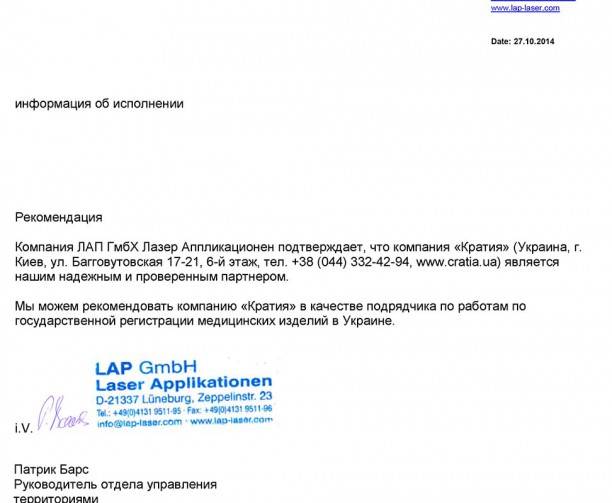 www.lap-laser.com
Date: 27.10.2014
информация об исполнении
Рекомендация
Компания ЛАП ГмбХ Лазер Аппликационен подтверждает, что компания «Кратия» (Украина, г.
Киев, ул. Багговутовская 17-21, 6-й этаж, тел. +38 (044) 332-42-94, www.cratia.ua) является
нашим надежным и проверенным партнером.
Мы можем рекомендовать компанию «Кратия» в качестве подрядчика по работам по
государственной регистрации медицинских изделий в Украине.
LAP GmbH
Laser Applikationen
D-21337 Lüneburg, Zeppelinstr. 23
Tel.: +49(0)4131 9511-95 · Fax: +49(0)4131 9511-96
info@lap-laser.com · www.lap-laser.com
i.V.
Патрик Барс
Руководитель отдела управления
территориями